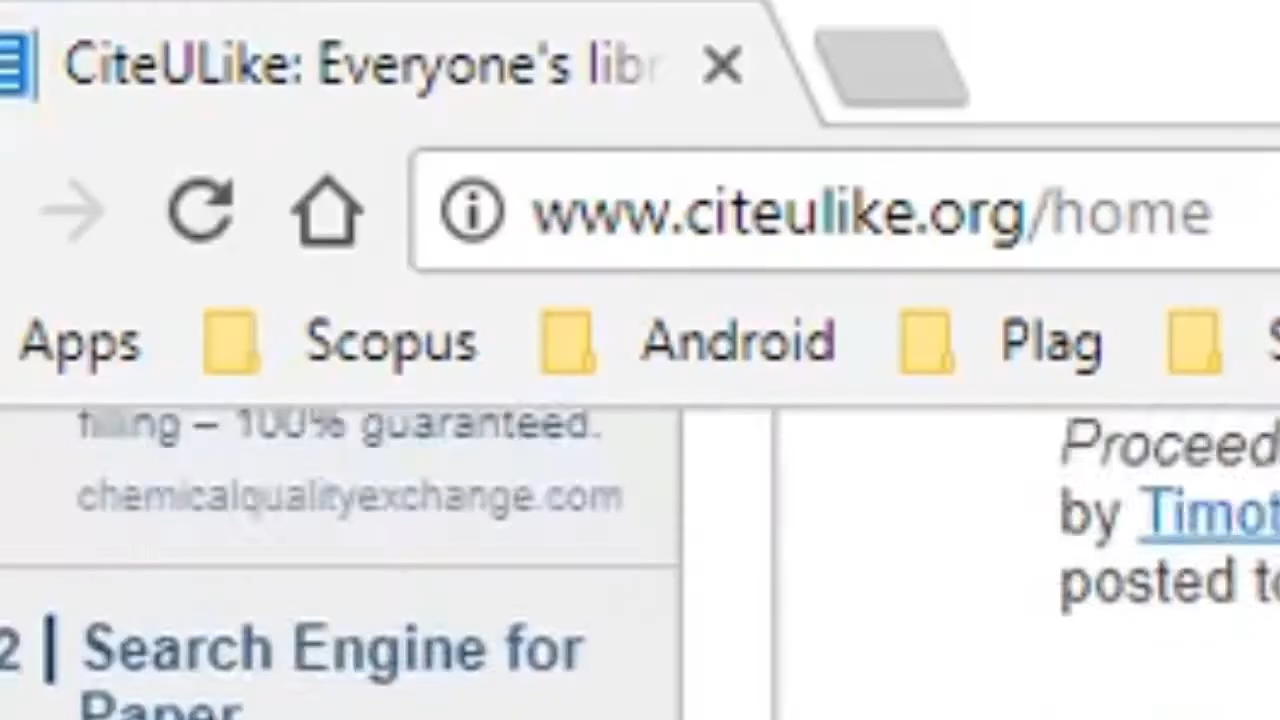 CiteULike: Everyone's libr
www.citeulike.org/home
Apps Scopus Android Plag
filling – 100% guaranteed.
chemicalqualityexchange.com
2 | Search Engine for
Paper
Proceed
by Timot
posted to